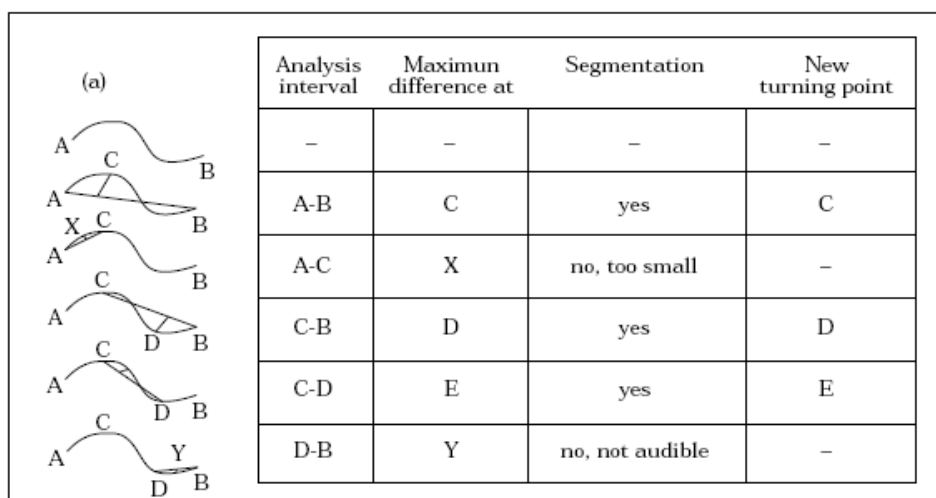 (a)
Analysis interval Maximun difference at Segmentation New turning point
A B
– – – –
A C B
A-B C yes C
A X C B
A-C X no, too small –
A C D B
C-B D yes D
A C D B
C-D E yes E
A C Y D B
D-B Y no, not audible –